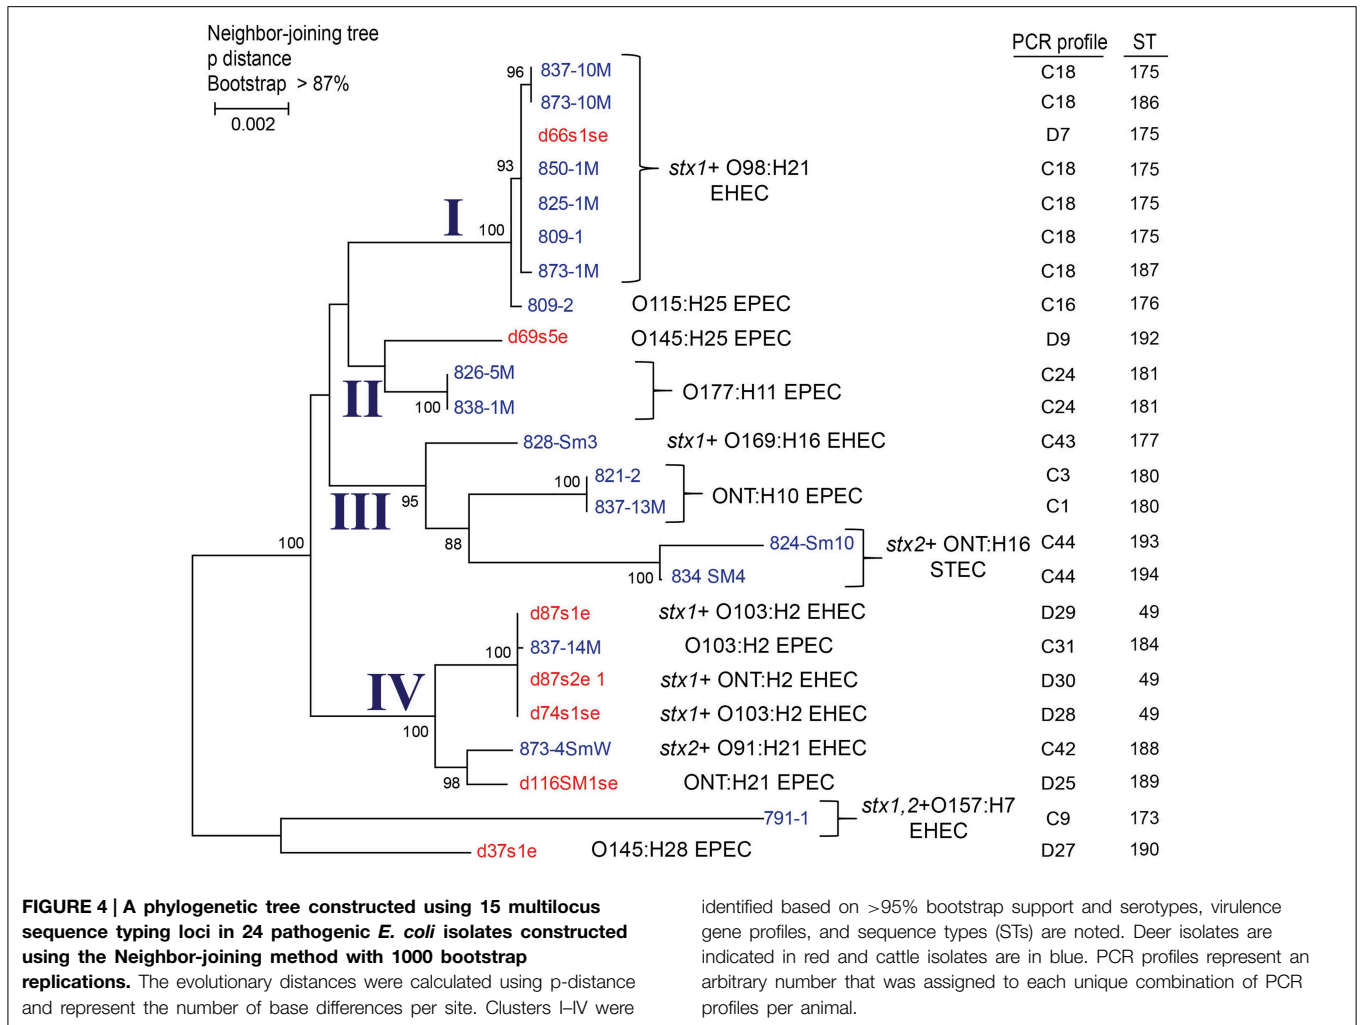 Neighbor-joining tree
p distance
Bootstrap > 87%
0.002
PCR profile ST
96 837-10M C18 175
873-10M C18 186
d66s1se D7 175
93 850-1M stx1+ O98:H21 C18 175
EHEC
825-1M C18 175
I 100 809-1 C18 175
873-1M C18 187
809-2 O115:H25 EPEC C16 176
d69s5e O145:H25 EPEC D9 192
826-5M C24 181
II O177:H11 EPEC
100 838-1M C24 181
828-Sm3 stx1+ O169:H16 EHEC C43 177
100 821-2 C3 180
III 95 ONT:H10 EPEC
837-13M C1 180
100 88 824-Sm10 stx2+ ONT:H16 C44 193
STEC
100 834 SM4 C44 194
d87s1e stx1+ O103:H2 EHEC D29 49
100 837-14M O103:H2 EPEC C31 184
IV d87s2e 1 stx1+ ONT:H2 EHEC D30 49
d74s1se stx1+ O103:H2 EHEC D28 49
100 873-4SmW stx2+ O91:H21 EHEC C42 188
98 d116SM1se ONT:H21 EPEC D25 189
791-1 stx1,2+O157:H7 C9 173
EHEC
d37s1e O145:H28 EPEC D27 190
FIGURE 4 | A phylogenetic tree constructed using 15 multilocus
sequence typing loci in 24 pathogenic E. coli isolates constructed
using the Neighbor-joining method with 1000 bootstrap
replications. The evolutionary distances were calculated using p-distance
and represent the number of base differences per site. Clusters I–IV were
identified based on >95% bootstrap support and serotypes, virulence
gene profiles, and sequence types (STs) are noted. Deer isolates are
indicated in red and cattle isolates are in blue. PCR profiles represent an
arbitrary number that was assigned to each unique combination of PCR
profiles per animal.